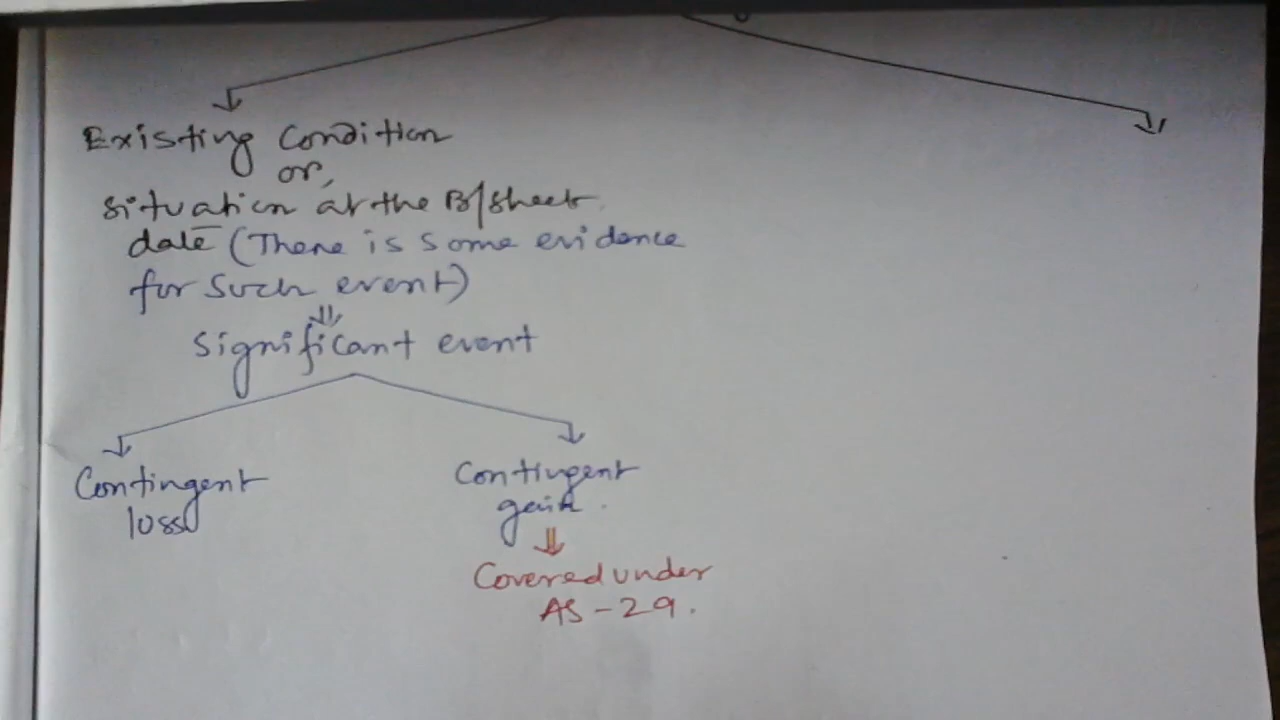 Existing Condition
or,
situation at the B/Sheet
date (There is some evidence
for such event)
Significant event
Contingent
loss
Contingent
gain.
Covered under
AS-29.